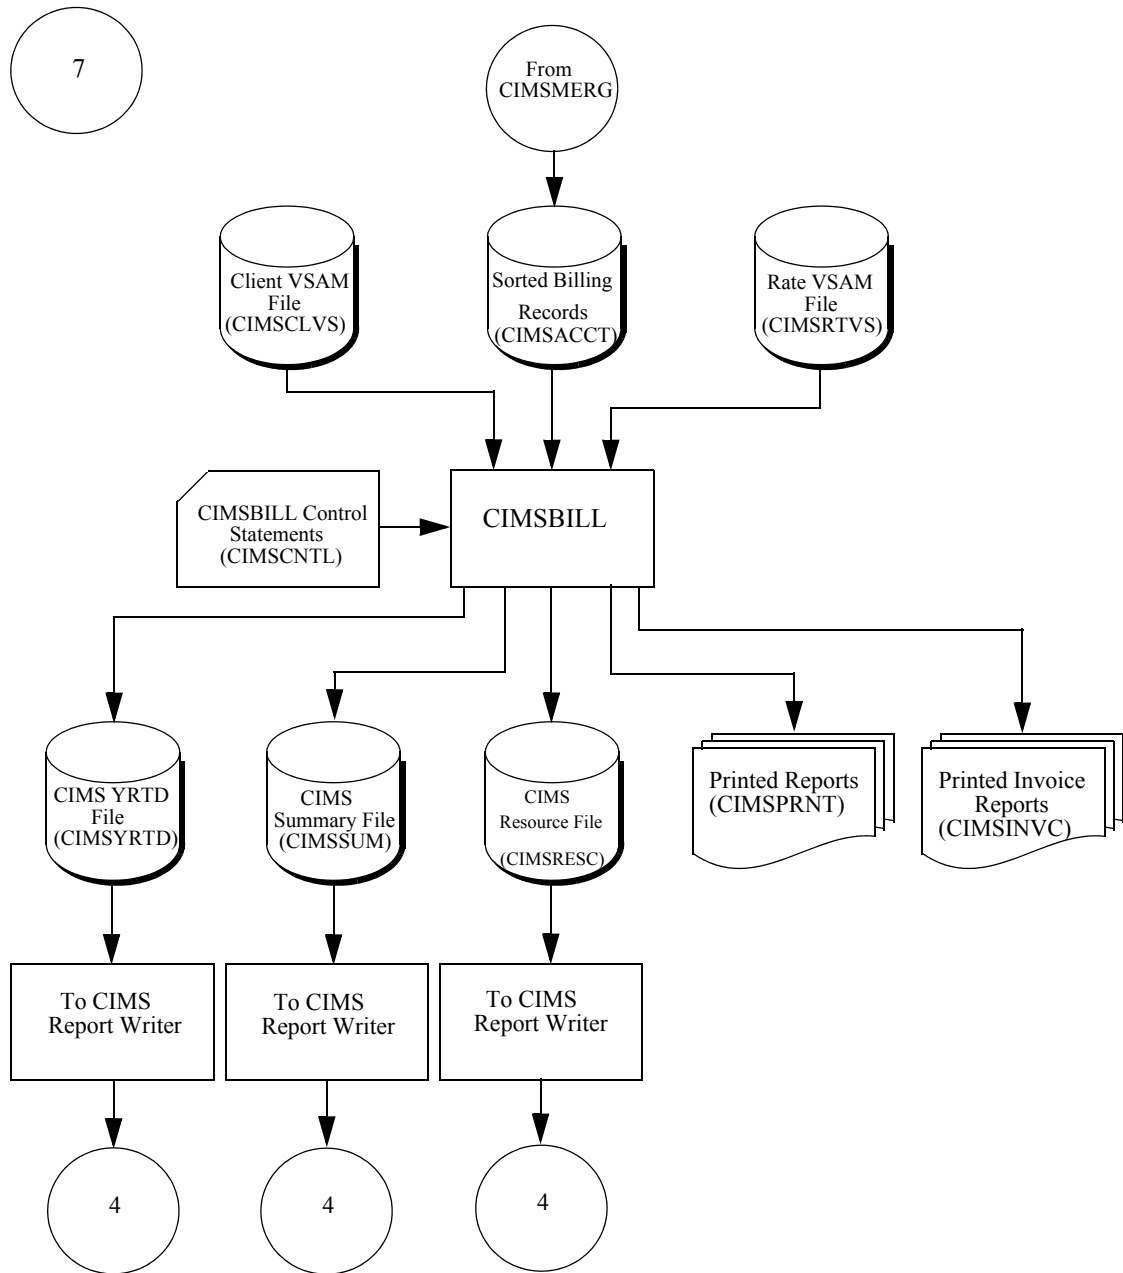 7
From
CIMSMERG
Client VSAM
File
(CIMSCLVS)
Sorted Billing
Records
(CIMSACCT)
Rate VSAM
File
(CIMSRTVS)
CIMSBILL Control
Statements
(CIMSCNTL)
CIMSBILL
CIMS YRTD
File
(CIMSYRTD)
CIMS
Summary File
(CIMSSUM)
CIMS
Resource File
(CIMSRESC)
Printed Reports
(CIMSPRNT)
Printed Invoice
Reports
(CIMSINVC)
To CIMS
Report Writer
To CIMS
Report Writer
To CIMS
Report Writer
4
4
4